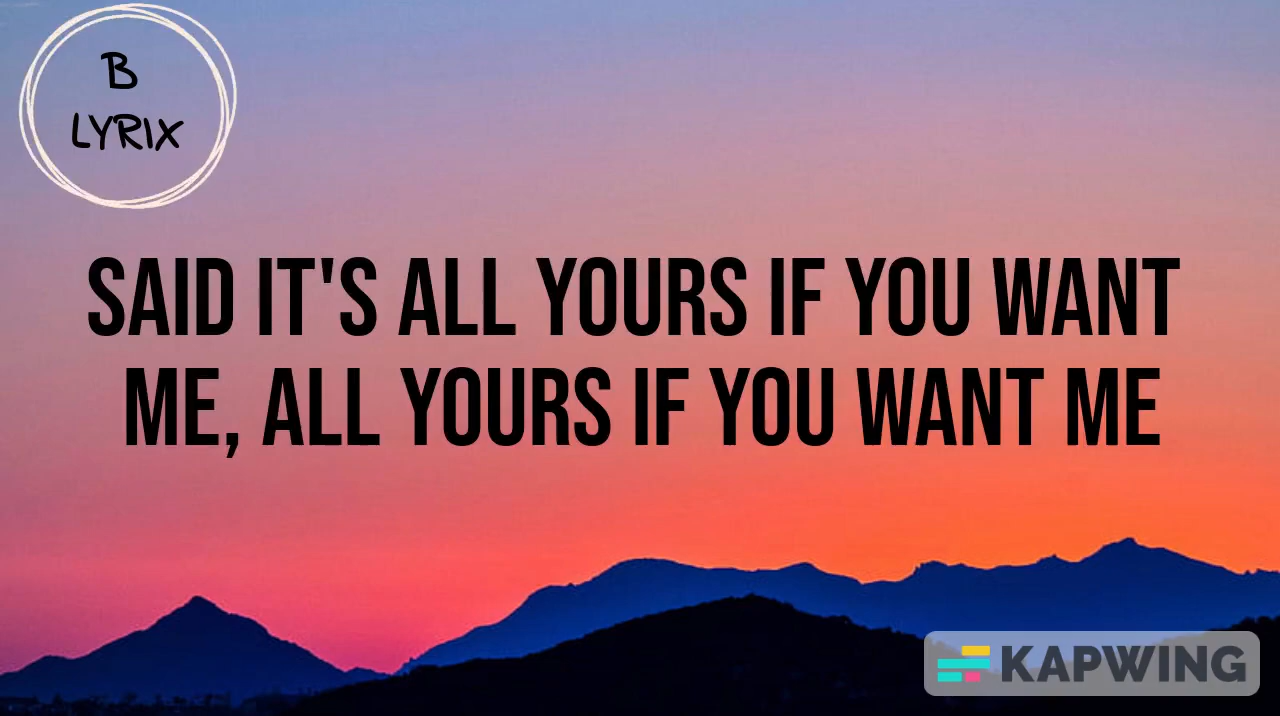 B
LYRIX
SAID IT'S ALL YOURS IF YOU WANT
ME, ALL YOURS IF YOU WANT ME
KAPWING